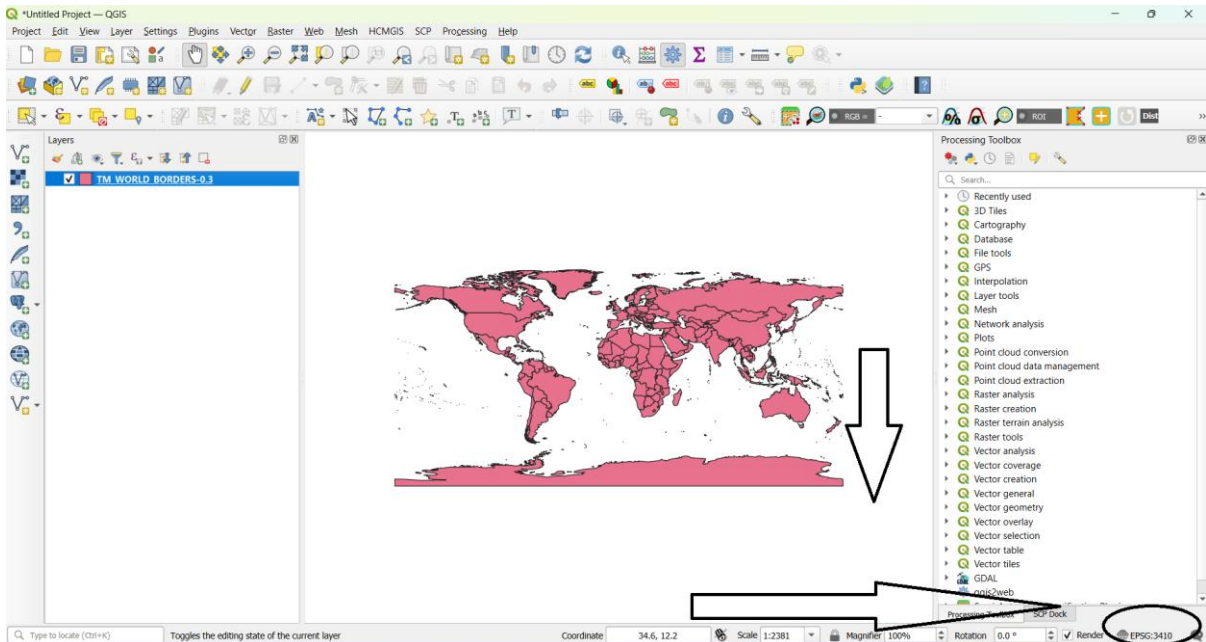 *Untitled Project — QGIS
Project Edit View Layer Settings Plugins Vector Raster Web Mesh HCMGIS SCP Processing Help
abc
abc
RGB =
-
ROI
Dist
»
Layers
TM_WORLD_BORDERS-0.3
Processing Toolbox
Search...
Recently used
3D Tiles
Cartography
Database
File tools
GPS
Interpolation
Layer tools
Mesh
Network analysis
Plots
Point cloud conversion
Point cloud data management
Point cloud extraction
Raster analysis
Raster creation
Raster terrain analysis
Raster tools
Vector analysis
Vector coverage
Vector creation
Vector general
Vector geometry
Vector overlay
Vector selection
Vector table
Vector tiles
GDAL
qgis2web
Processing Toolbox SCP Dock
Type to locate (Ctrl+K) Toggles the editing state of the current layer Coordinate 34.6, 12.2 Scale 1:2381 Magnifier 100% Rotation 0.0 ° Render EPSG:3410